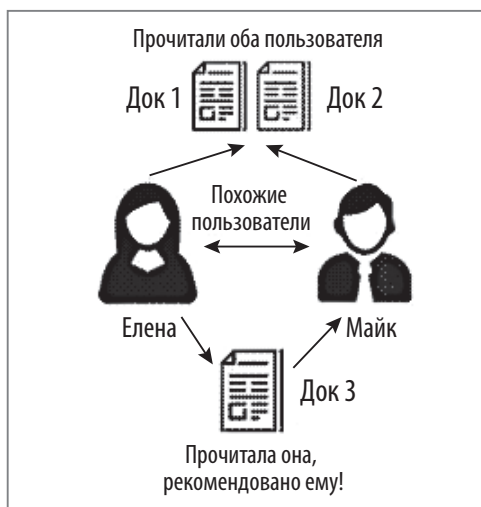 Прочитали оба пользователя
Док 1
Док 2
Похожие
пользователи
Елена
Майк
Док 3
Прочитала она,
рекомендовано ему!